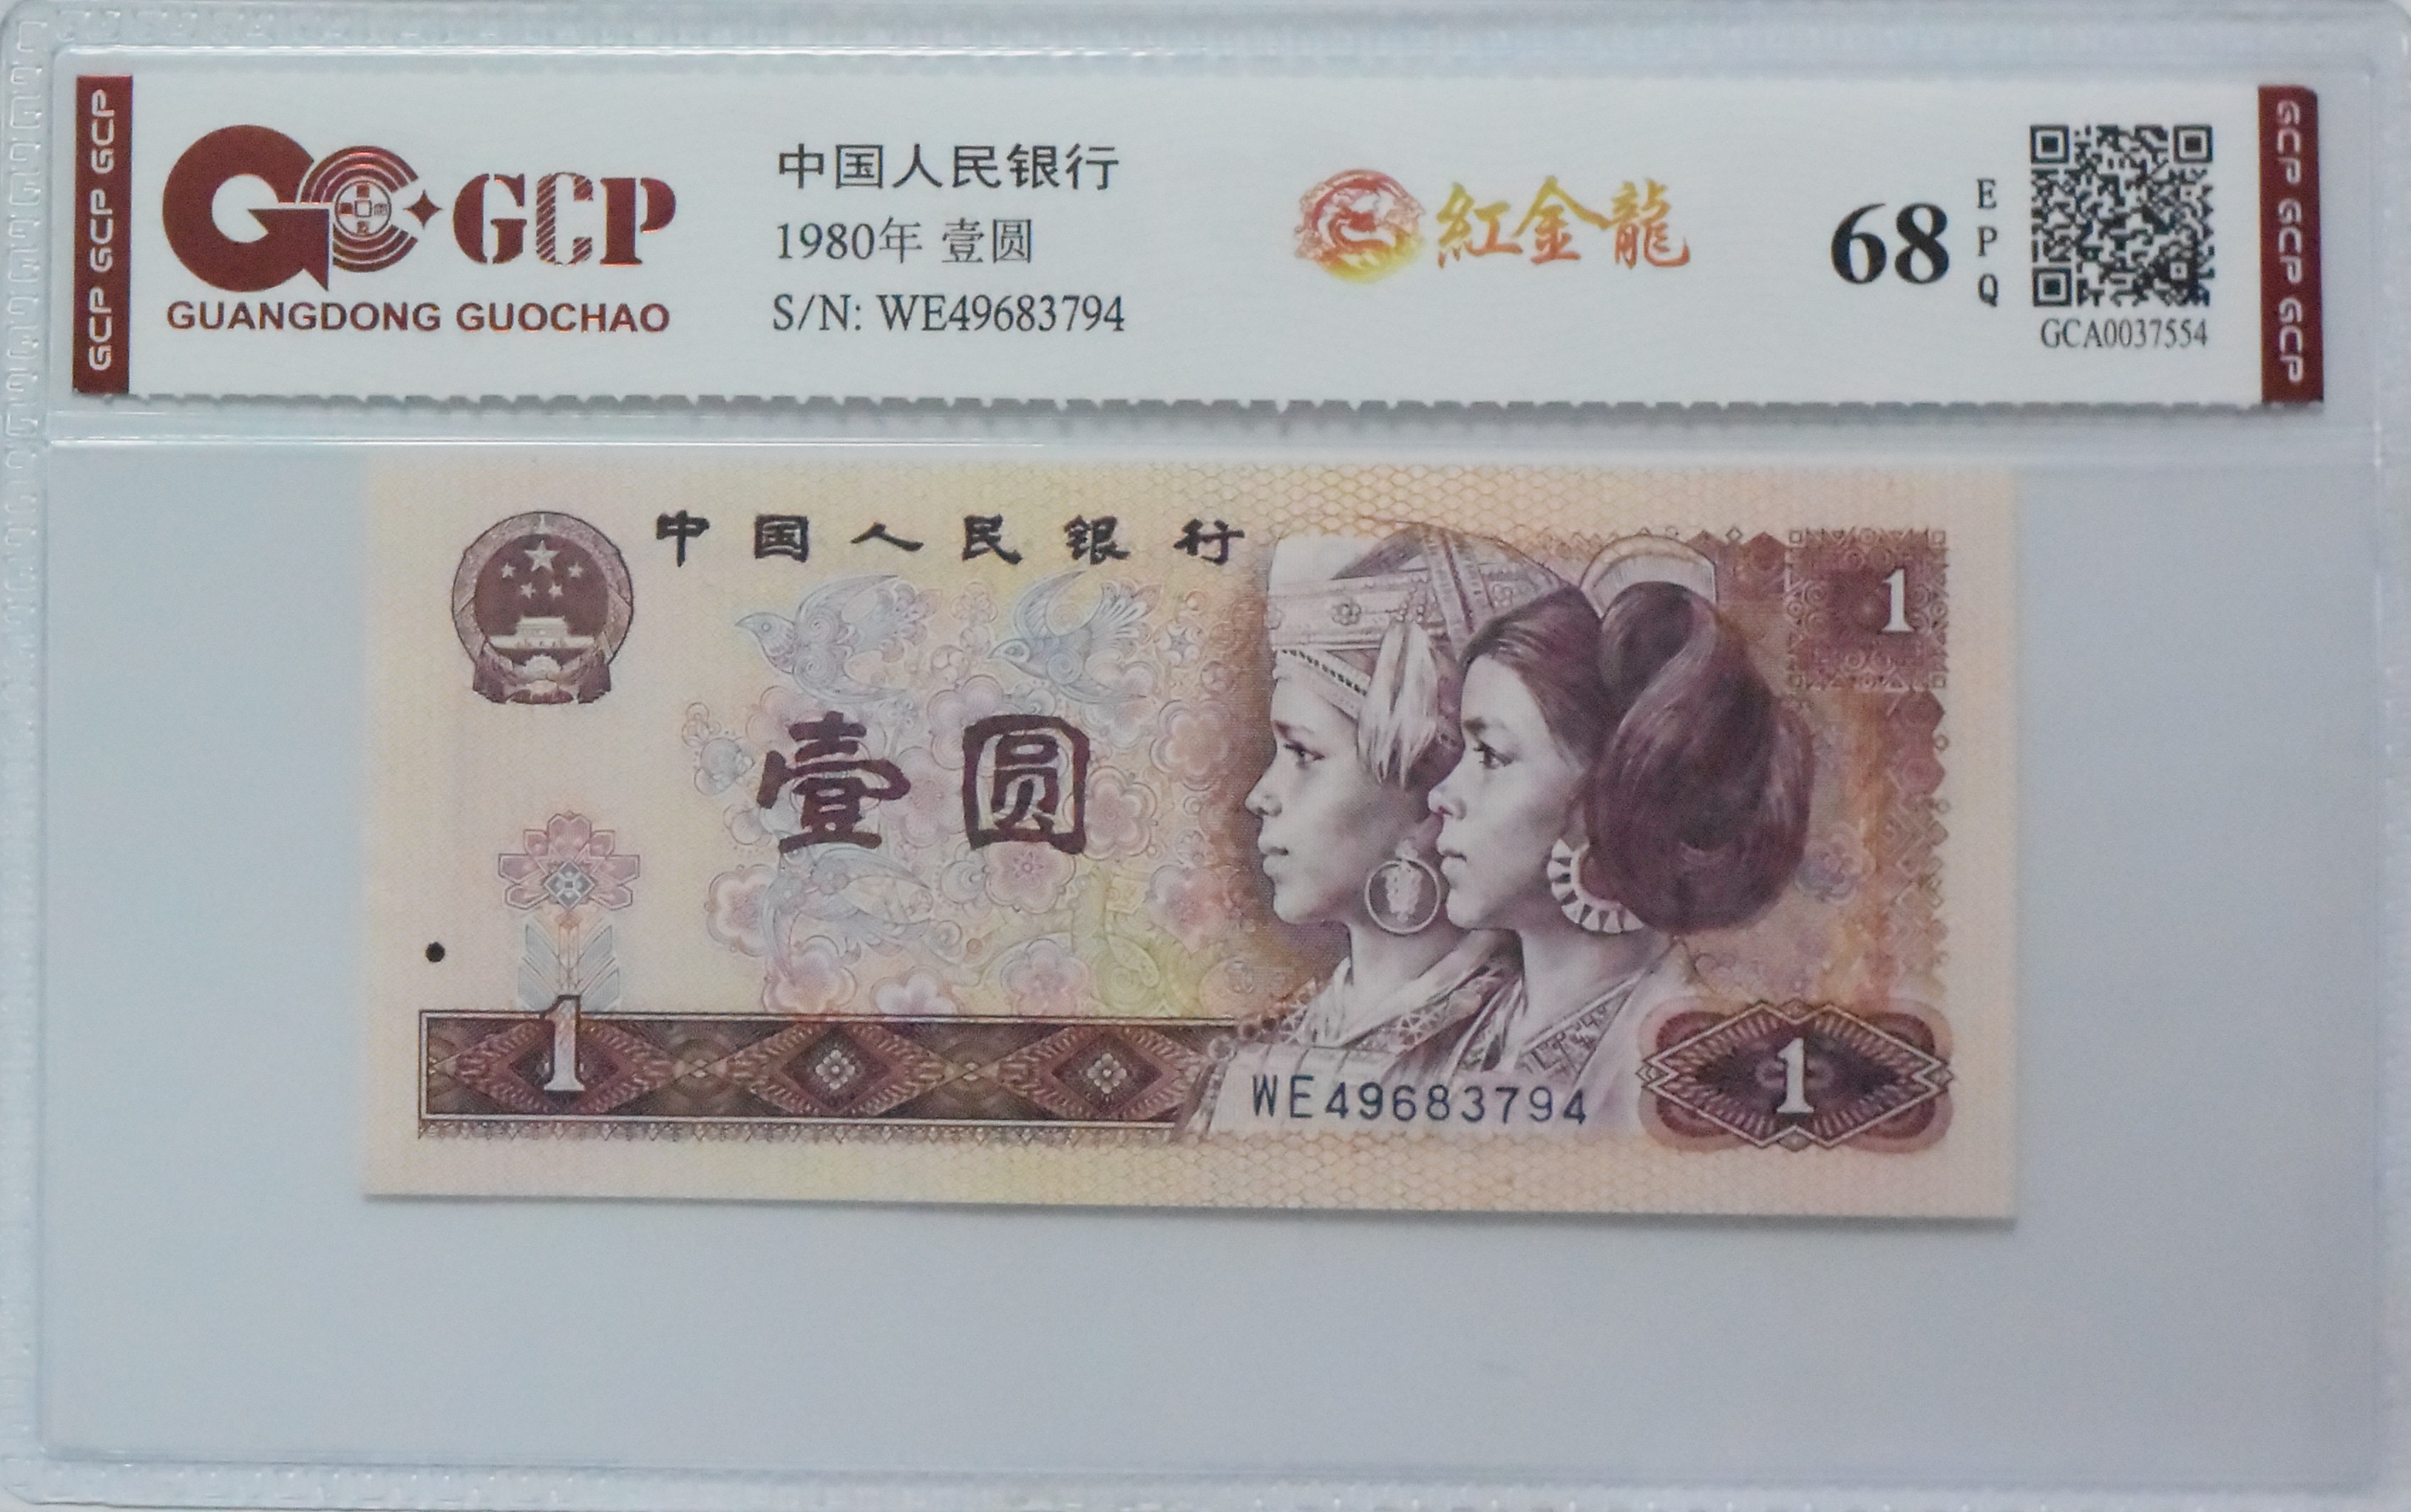 GCP GCP GCP
GCP
GUANGDONG GUOCHAO
中国人民银行
1980年 壹圆
S/N: WE49683794
紅金龍
68
E
P
Q
GCA0037554
GCP GCP GCP
中国人民银行
1
壹圆
1
WE49683794
1